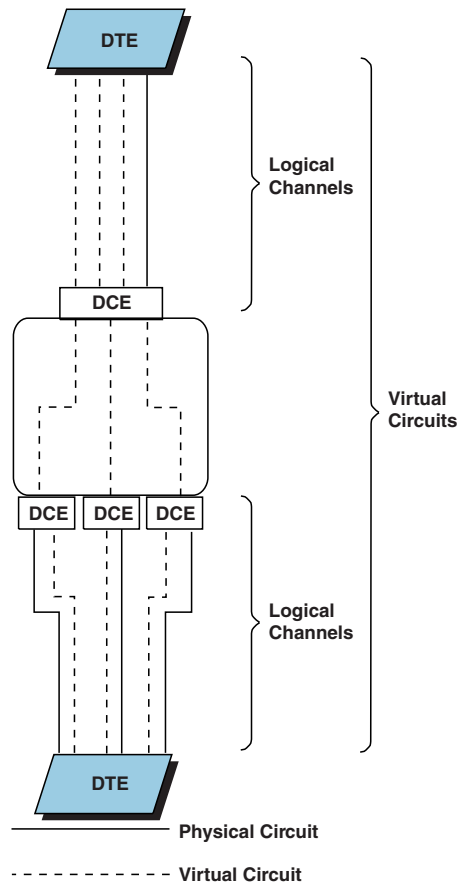 DTE
Logical
Channels
DCE
Virtual
Circuits
DCE DCE DCE
Logical
Channels
DTE
Physical Circuit
Virtual Circuit